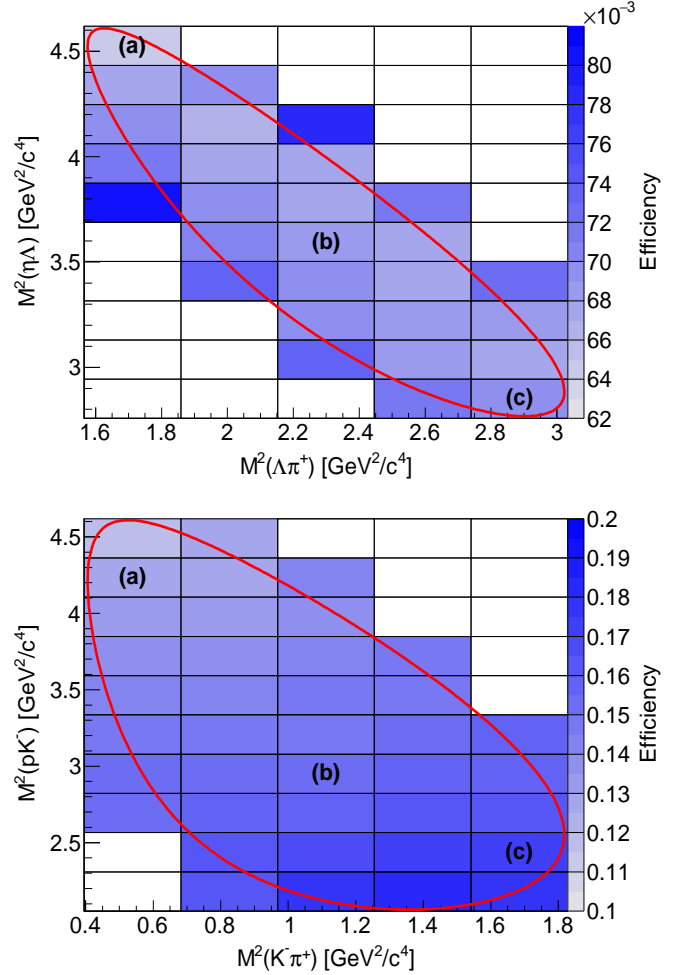 ×10⁻³
4.5
4
3.5
3
M²(ηΛ) [GeV²/c⁴]
(a)
(b)
(c)
80
78
76
74
72
70
68
66
64
62
Efficiency
1.6 1.8 2 2.2 2.4 2.6 2.8 3
M²(Λπ⁺) [GeV²/c⁴]
4.5
4
3.5
3
2.5
M²(pK⁻) [GeV²/c⁴]
(a)
(b)
(c)
0.2
0.19
0.18
0.17
0.16
0.15
0.14
0.13
0.12
0.11
0.1
Efficiency
0.4 0.6 0.8 1 1.2 1.4 1.6 1.8
M²(K⁻π⁺) [GeV²/c⁴]